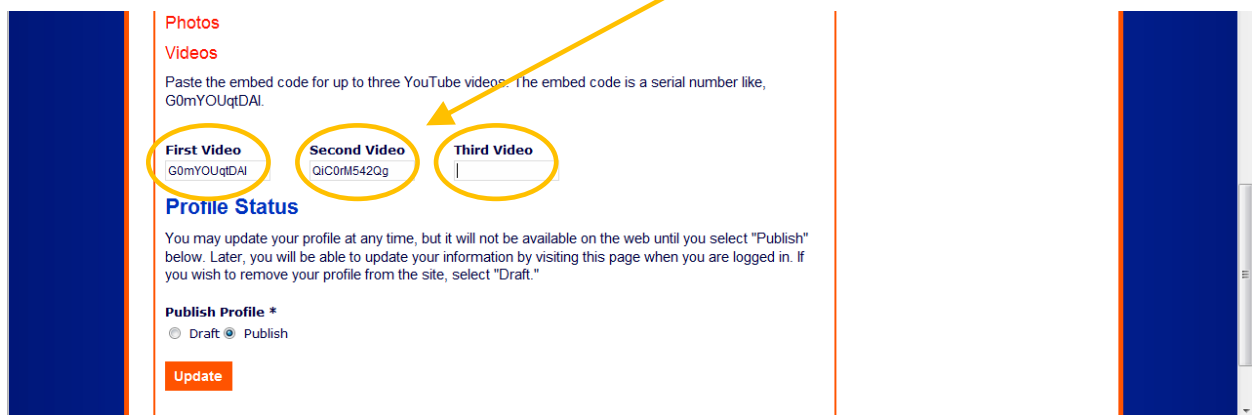 Photos
Videos
Paste the embed code for up to three YouTube videos. The embed code is a serial number like,
G0mYOUqtDAI.
First Video Second Video Third Video
G0mYOUqtDAI QiC0rM542Qg
Profile Status
You may update your profile at any time, but it will not be available on the web until you select "Publish"
below. Later, you will be able to update your information by visiting this page when you are logged in. If
you wish to remove your profile from the site, select "Draft."
Publish Profile *
Draft Publish
Update